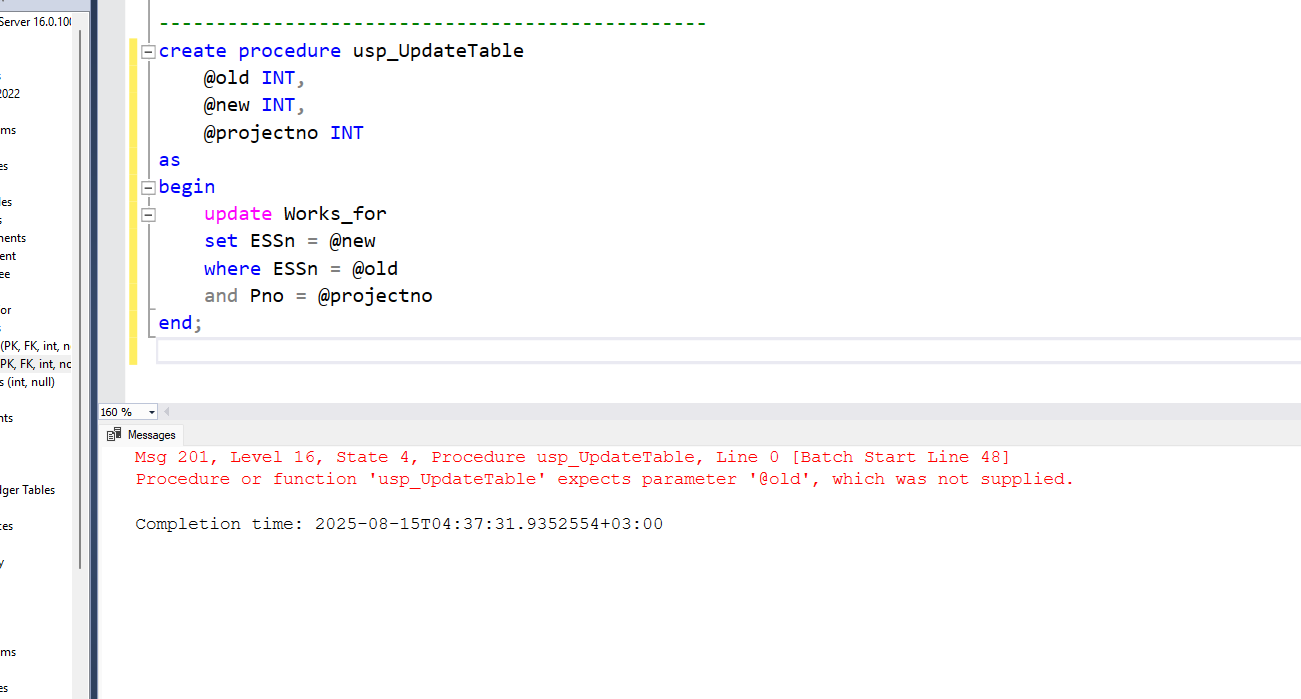 Server 16.0.100
2022
ms
es
les
s
nents
ent
ee
or
s
(PK, FK, int, n
PK, FK, int, nc
s (int, null)
nts
dger Tables
ces
y
ms
es
------------------------------------------------
create procedure usp_UpdateTable
@old INT,
@new INT,
@projectno INT
as
begin
update Works_for
set ESSn = @new
where ESSn = @old
and Pno = @projectno
end;
160 %
Messages
Msg 201, Level 16, State 4, Procedure usp_UpdateTable, Line 0 [Batch Start Line 48]
Procedure or function 'usp_UpdateTable' expects parameter '@old', which was not supplied.
Completion time: 2025-08-15T04:37:31.9352554+03:00